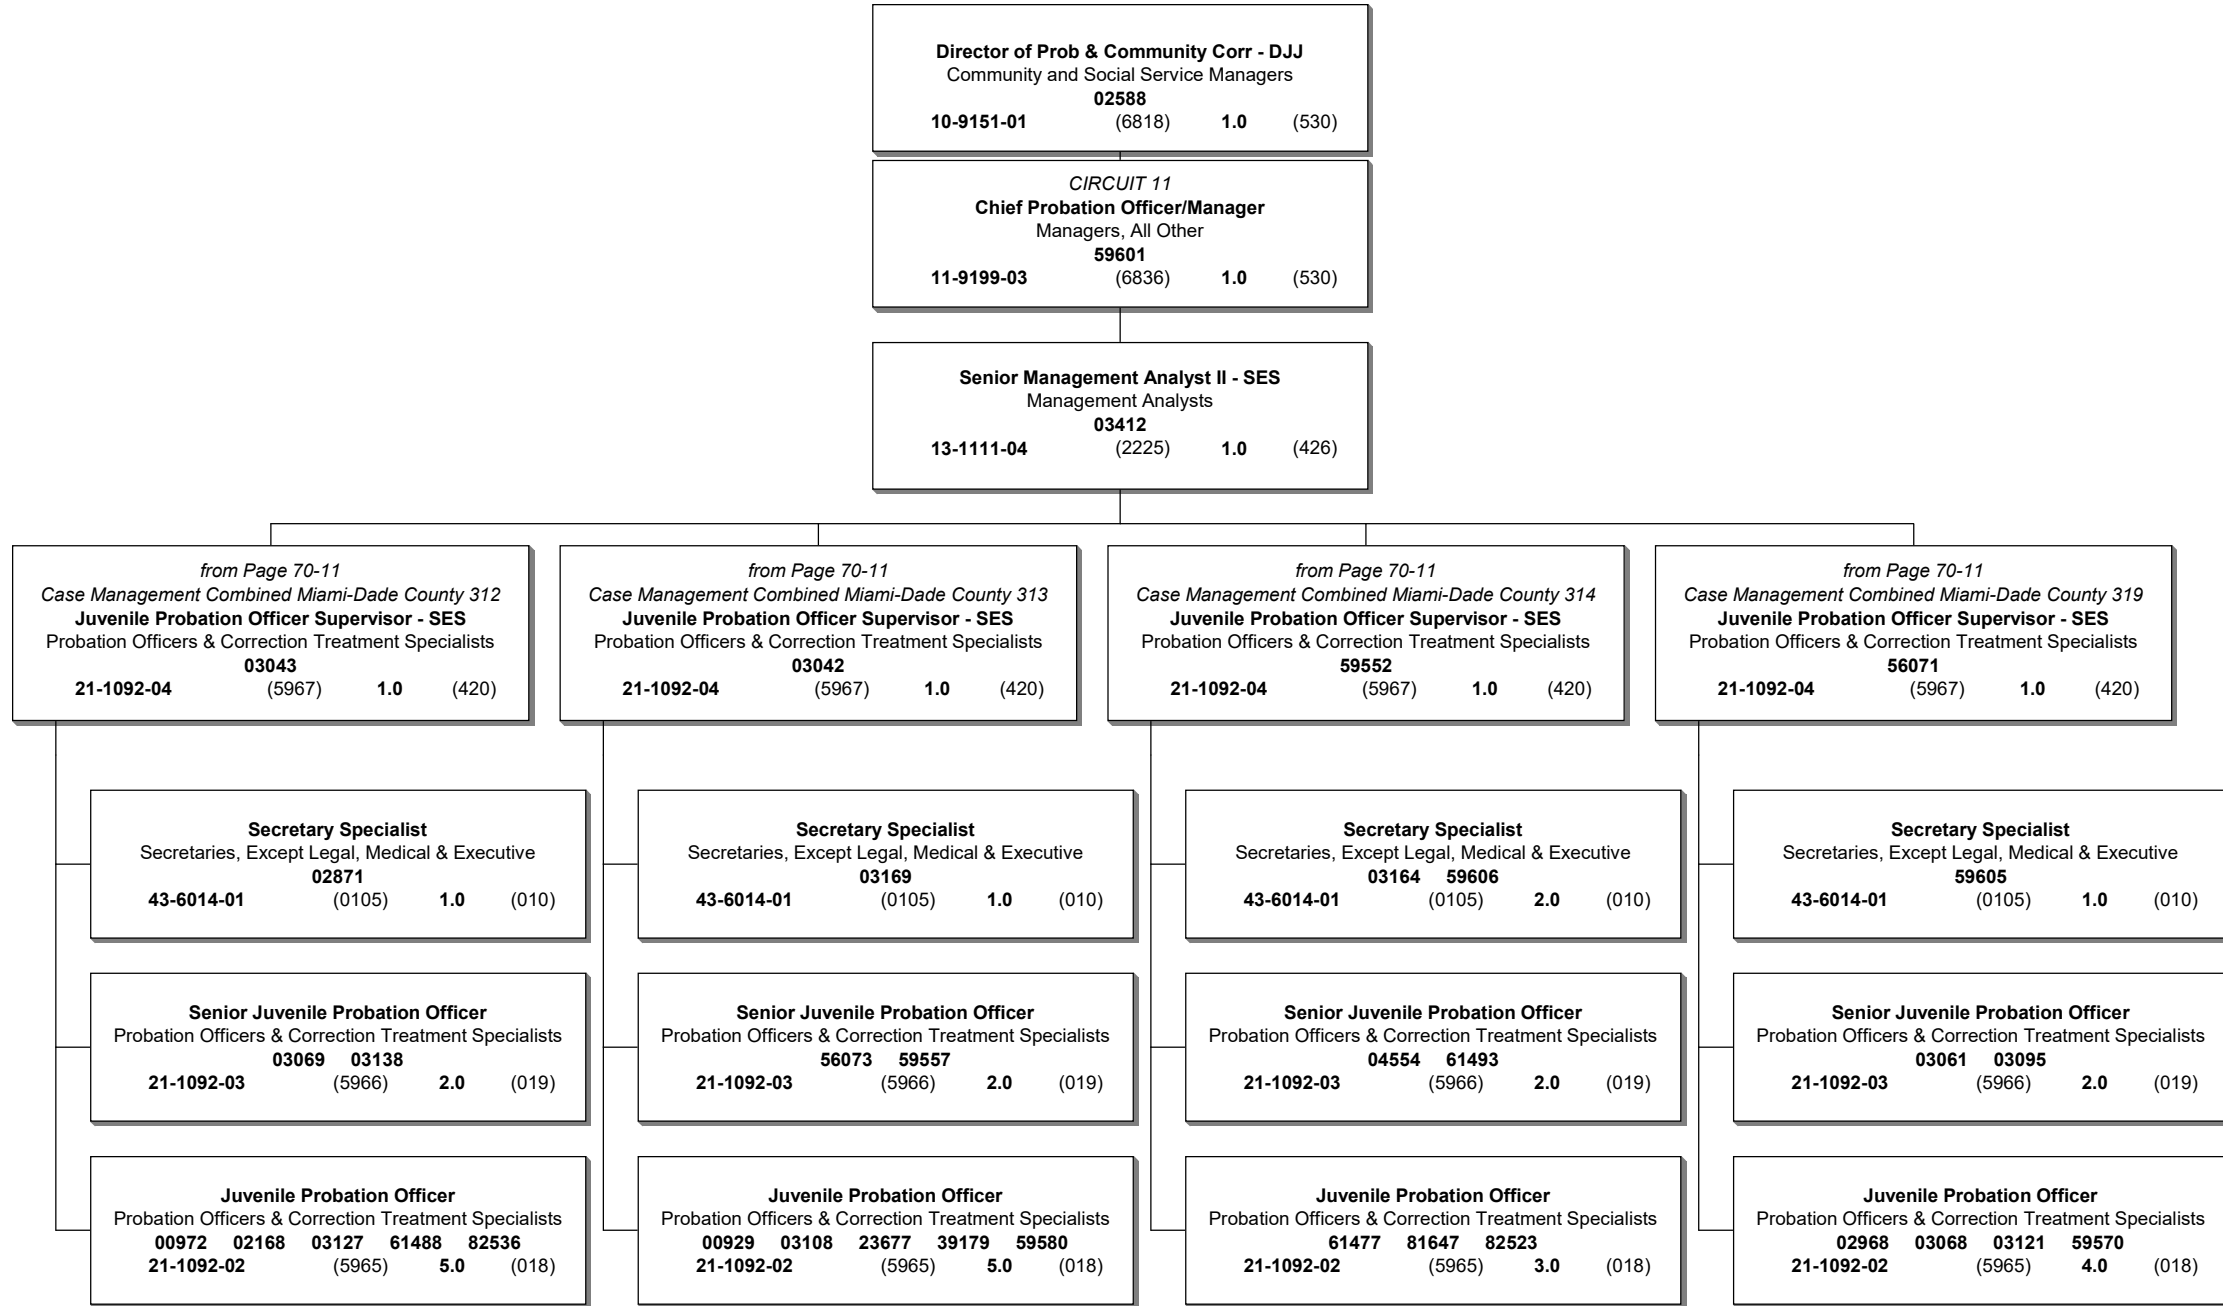 Director of Prob & Community Corr - DJJ
Community and Social Service Managers
02588
10-9151-01 (6818) 1.0 (530)
CIRCUIT 11
Chief Probation Officer/Manager
Managers, All Other
59601
11-9199-03 (6836) 1.0 (530)
Senior Management Analyst II - SES
Management Analysts
03412
13-1111-04 (2225) 1.0 (426)
from Page 70-11
Case Management Combined Miami-Dade County 312
Juvenile Probation Officer Supervisor - SES
Probation Officers & Correction Treatment Specialists
03043
21-1092-04 (5967) 1.0 (420)
from Page 70-11
Case Management Combined Miami-Dade County 313
Juvenile Probation Officer Supervisor - SES
Probation Officers & Correction Treatment Specialists
03042
21-1092-04 (5967) 1.0 (420)
from Page 70-11
Case Management Combined Miami-Dade County 314
Juvenile Probation Officer Supervisor - SES
Probation Officers & Correction Treatment Specialists
59552
21-1092-04 (5967) 1.0 (420)
from Page 70-11
Case Management Combined Miami-Dade County 319
Juvenile Probation Officer Supervisor - SES
Probation Officers & Correction Treatment Specialists
56071
21-1092-04 (5967) 1.0 (420)
Secretary Specialist
Secretaries, Except Legal, Medical & Executive
02871
43-6014-01 (0105) 1.0 (010)
Secretary Specialist
Secretaries, Except Legal, Medical & Executive
03169
43-6014-01 (0105) 1.0 (010)
Secretary Specialist
Secretaries, Except Legal, Medical & Executive
03164 59606
43-6014-01 (0105) 2.0 (010)
Secretary Specialist
Secretaries, Except Legal, Medical & Executive
59605
43-6014-01 (0105) 1.0 (010)
Senior Juvenile Probation Officer
Probation Officers & Correction Treatment Specialists
03069 03138
21-1092-03 (5966) 2.0 (019)
Senior Juvenile Probation Officer
Probation Officers & Correction Treatment Specialists
56073 59557
21-1092-03 (5966) 2.0 (019)
Senior Juvenile Probation Officer
Probation Officers & Correction Treatment Specialists
04554 61493
21-1092-03 (5966) 2.0 (019)
Senior Juvenile Probation Officer
Probation Officers & Correction Treatment Specialists
03061 03095
21-1092-03 (5966) 2.0 (019)
Juvenile Probation Officer
Probation Officers & Correction Treatment Specialists
00972 02168 03127 61488 82536
21-1092-02 (5965) 5.0 (018)
Juvenile Probation Officer
Probation Officers & Correction Treatment Specialists
00929 03108 23677 39179 59580
21-1092-02 (5965) 5.0 (018)
Juvenile Probation Officer
Probation Officers & Correction Treatment Specialists
61477 81647 82523
21-1092-02 (5965) 3.0 (018)
Juvenile Probation Officer
Probation Officers & Correction Treatment Specialists
02968 03068 03121 59570
21-1092-02 (5965) 4.0 (018)